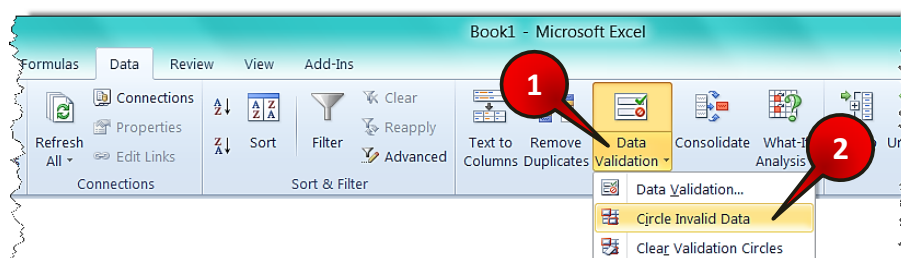 Book1 - Microsoft Excel
Formulas Data Review View Add-Ins
1
Refresh All
Connections
Properties
Edit Links
Connections
Sort
Filter
Clear
Reapply
Advanced
Sort & Filter
Text to Columns
Remove Duplicates
Data Validation
Consolidate
What-If Analysis
2
Data Validation...
Circle Invalid Data
Clear Validation Circles